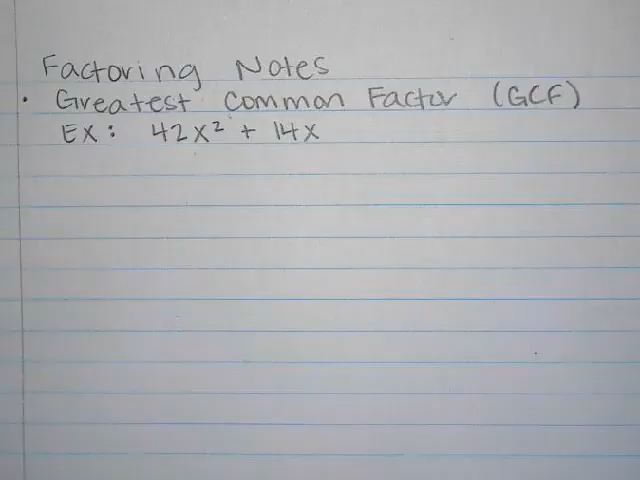 Factoring Notes
• Greatest Common Factor (GCF)
EX: 42x² + 14x